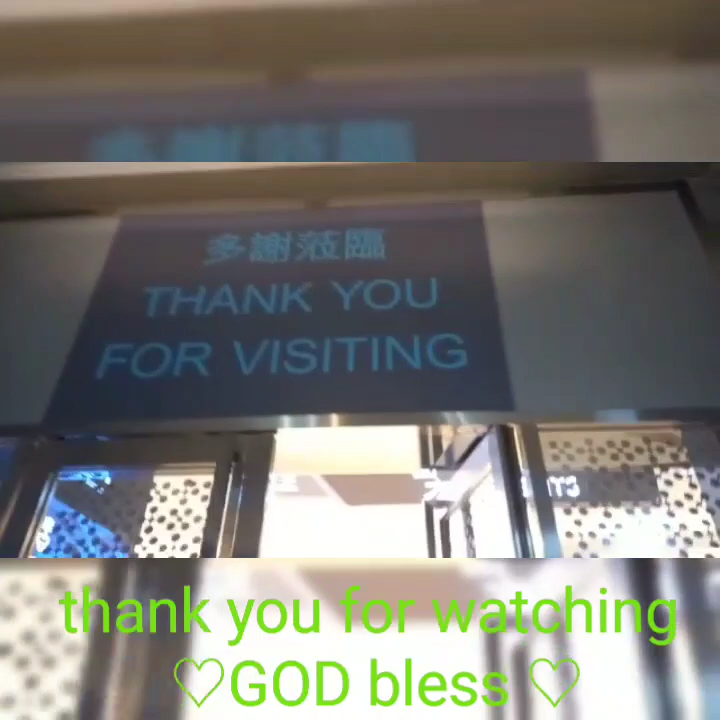 多謝蒞臨
THANK YOU
FOR VISITING
thank you for watching
♡GOD bless ♡